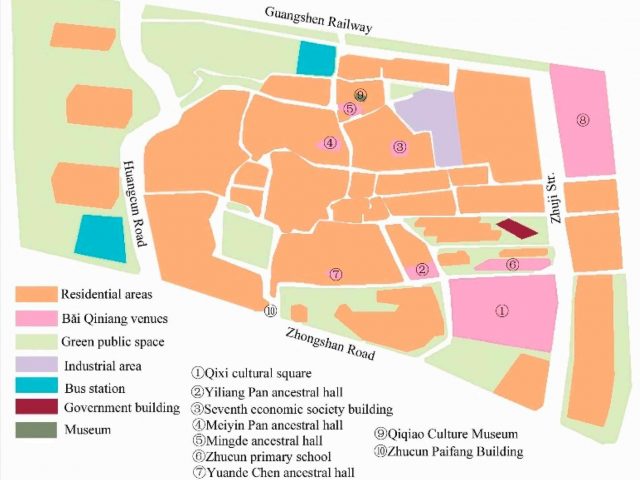 Guangshen Railway
⑨
⑤
④
③
⑧
Huangcun Road
Zhuji Str.
⑦
②
⑥
⑩
①
Zhongshan Road
Residential areas
Bǎi Qiniang venues
Green public space
Industrial area
Bus station
Government building
Museum
①Qixi cultural square
②Yiliang Pan ancestral hall
③Seventh economic society building
④Meiyin Pan ancestral hall
⑤Mingde ancestral hall
⑥Zhucun primary school
⑦Yuande Chen ancestral hall
⑨Qiqiao Culture Museum
⑩Zhucun Paifang Building